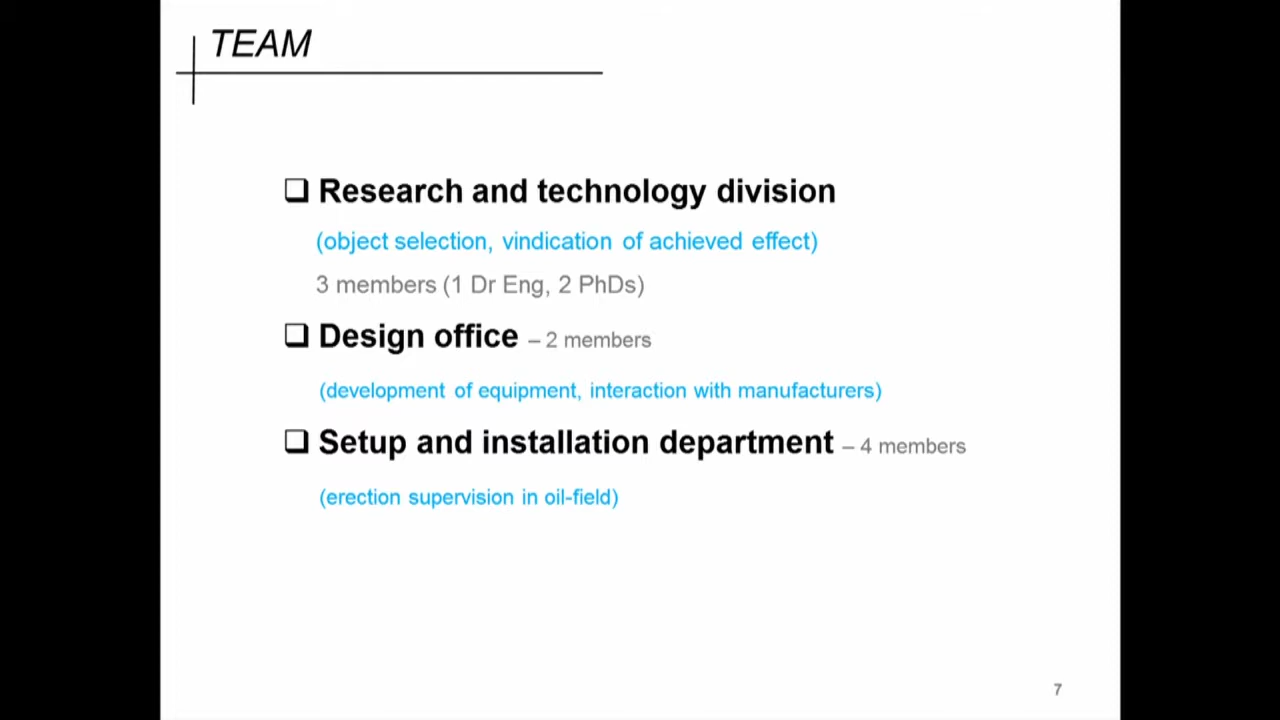 TEAM
Research and technology division
(object selection, vindication of achieved effect)
3 members (1 Dr Eng, 2 PhDs)
Design office – 2 members
(development of equipment, interaction with manufacturers)
Setup and installation department – 4 members
(erection supervision in oil-field)
7